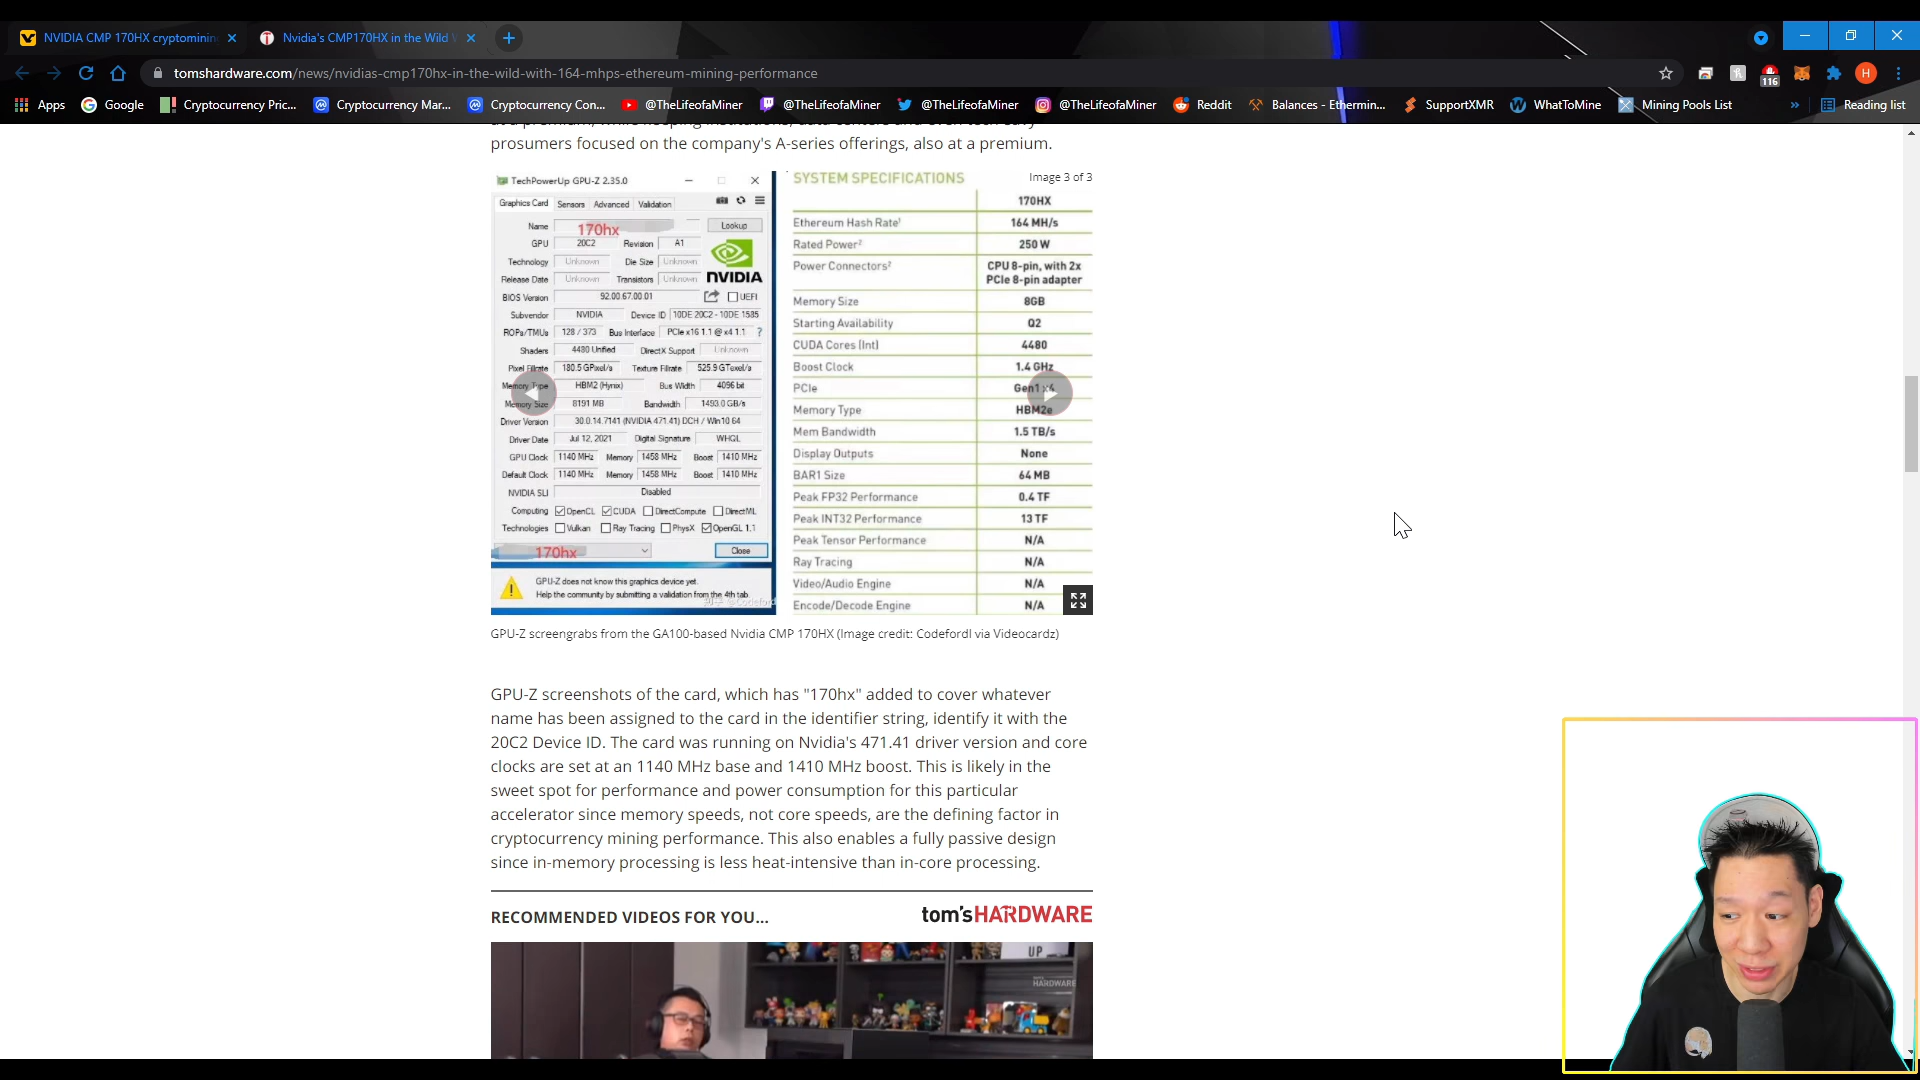 NVIDIA CMP 170HX cryptominin
Nvidia's CMP170HX in the Wild
tomshardware.com/news/nvidias-cmp170hx-in-the-wild-with-164-mhps-ethereum-mining-performance
116
H
Apps
Google
Cryptocurrency Pric...
Cryptocurrency Mar...
Cryptocurrency Con...
@TheLifeofaMiner
@TheLifeofaMiner
@TheLifeofaMiner
@TheLifeofaMiner
Reddit
Balances - Ethermin...
SupportXMR
WhatToMine
Mining Pools List
»
Reading list
prosumers focused on the company's A-series offerings, also at a premium.
TechPowerUp GPU-Z 2.35.0
Graphics Card Sensors Advanced Validation
Name 170hx Lookup
GPU 20C2 Revision A1
Technology Unknown Die Size Unknown
Release Date Unknown Transistors Unknown
NVIDIA
BIOS Version 92.00.67.00.01 UEFI
Subvendor NVIDIA Device ID 10DE 20C2 - 10DE 1585
ROPs/TMUs 128 / 373 Bus Interface PCIe x16 1.1 @ x4 1.1 ?
Shaders 4480 Unified DirectX Support Unknown
Pixel Fillrate 180.5 GPixel/s Texture Fillrate 525.9 GTexel/s
Memory Type HBM2 (Hynix) Bus Width 4096 bit
Memory Size 8191 MB Bandwidth 1493.0 GB/s
Driver Version 30.0.14.7141 (NVIDIA 471.41) DCH / Win10 64
Driver Date Jul 12, 2021 Digital Signature WHQL
GPU Clock 1140 MHz Memory 1458 MHz Boost 1410 MHz
Default Clock 1140 MHz Memory 1458 MHz Boost 1410 MHz
NVIDIA SLI Disabled
Computing OpenCL CUDA DirectCompute DirectML
Technologies Vulkan Ray Tracing PhysX OpenGL 1.1
170hx Close
GPU-Z does not know this graphics device yet.
Help the community by submitting a validation from the 4th tab
SYSTEM SPECIFICATIONS
Image 3 of 3
170HX
Ethereum Hash Rate¹ 164 MH/s
Rated Power² 250 W
Power Connectors² CPU 8-pin, with 2x
PCIe 8-pin adapter
Memory Size 8GB
Starting Availability Q2
CUDA Cores (Int) 4480
Boost Clock 1.4 GHz
PCIe Gen1 x4
Memory Type HBM2e
Mem Bandwidth 1.5 TB/s
Display Outputs None
BAR1 Size 64 MB
Peak FP32 Performance 0.4 TF
Peak INT32 Performance 13 TF
Peak Tensor Performance N/A
Ray Tracing N/A
Video/Audio Engine N/A
Encode/Decode Engine N/A
GPU-Z screengrabs from the GA100-based Nvidia CMP 170HX (Image credit: Codefordl via Videocardz)
GPU-Z screenshots of the card, which has "170hx" added to cover whatever
name has been assigned to the card in the identifier string, identify it with the
20C2 Device ID. The card was running on Nvidia's 471.41 driver version and core
clocks are set at an 1140 MHz base and 1410 MHz boost. This is likely in the
sweet spot for performance and power consumption for this particular
accelerator since memory speeds, not core speeds, are the defining factor in
cryptocurrency mining performance. This also enables a fully passive design
since in-memory processing is less heat-intensive than in-core processing.
RECOMMENDED VIDEOS FOR YOU...
tom'sHARDWARE
UP
HARDWARE